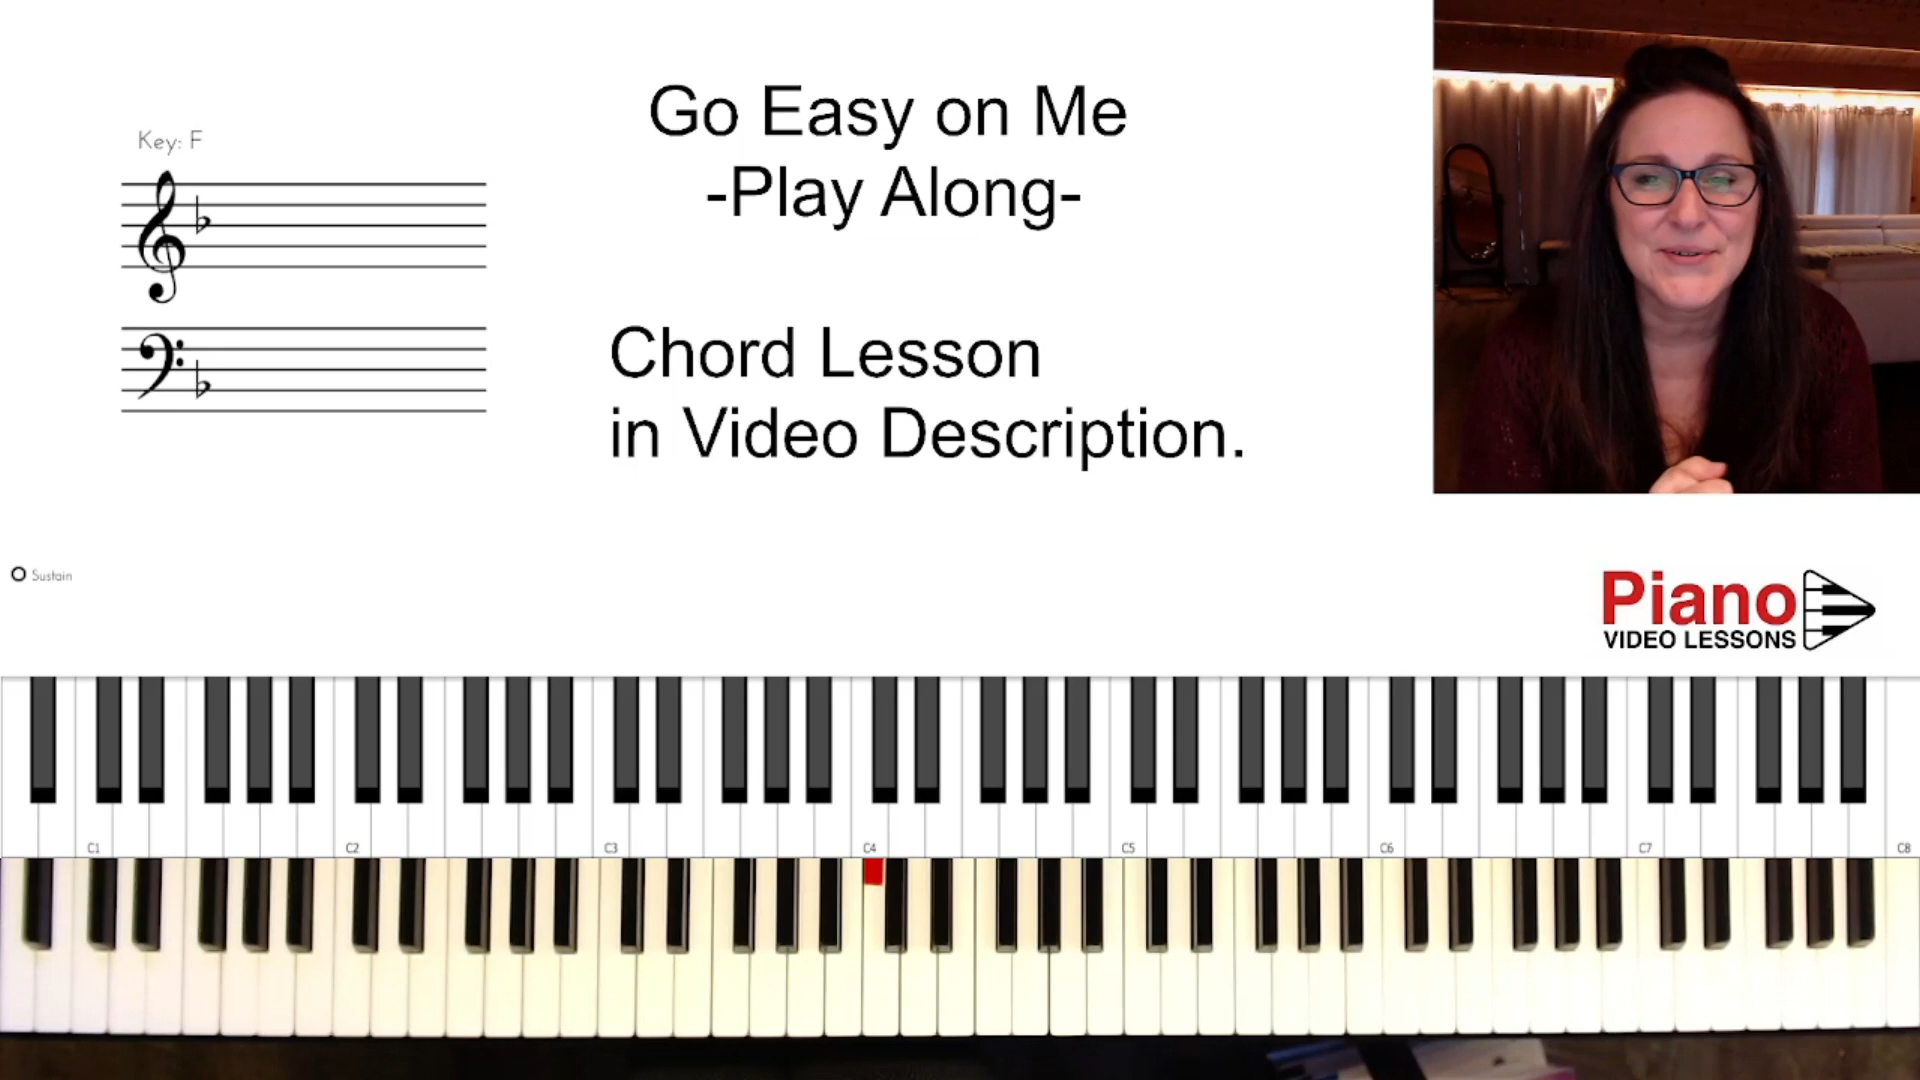 Go Easy on Me
-Play Along-
Key: F
Chord Lesson
in Video Description.
Sustain
Piano
VIDEO LESSONS
C1 C2 C3 C4 C5 C6 C7 C8